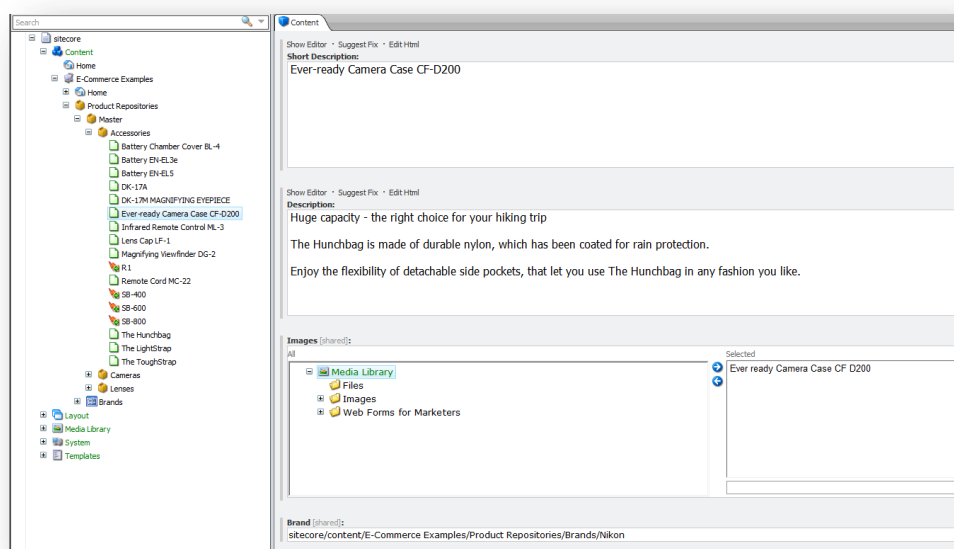 Search
sitecore
Content
Home
E-Commerce Examples
Home
Product Repositories
Master
Accessories
Battery Chamber Cover BL-4
Battery EN-EL3e
Battery EN-EL5
DK-17A
DK-17M MAGNIFYING EYEPIECE
Ever-ready Camera Case CF-D200
Infrared Remote Control ML-3
Lens Cap LF-1
Magnifying Viewfinder DG-2
R1
Remote Cord MC-22
SB-400
SB-600
SB-800
The Hunchbag
The LightStrap
The ToughStrap
Cameras
Lenses
Brands
Layout
Media Library
System
Templates
Content
Show Editor · Suggest Fix · Edit Html
Short Description:
Ever-ready Camera Case CF-D200
Show Editor · Suggest Fix · Edit Html
Description:
Huge capacity - the right choice for your hiking trip
The Hunchbag is made of durable nylon, which has been coated for rain protection.
Enjoy the flexibility of detachable side pockets, that let you use The Hunchbag in any fashion you like.
Images [shared]:
All
Media Library
Files
Images
Web Forms for Marketers
Selected
Ever ready Camera Case CF D200
Brand [shared]:
sitecore/content/E-Commerce Examples/Product Repositories/Brands/Nikon